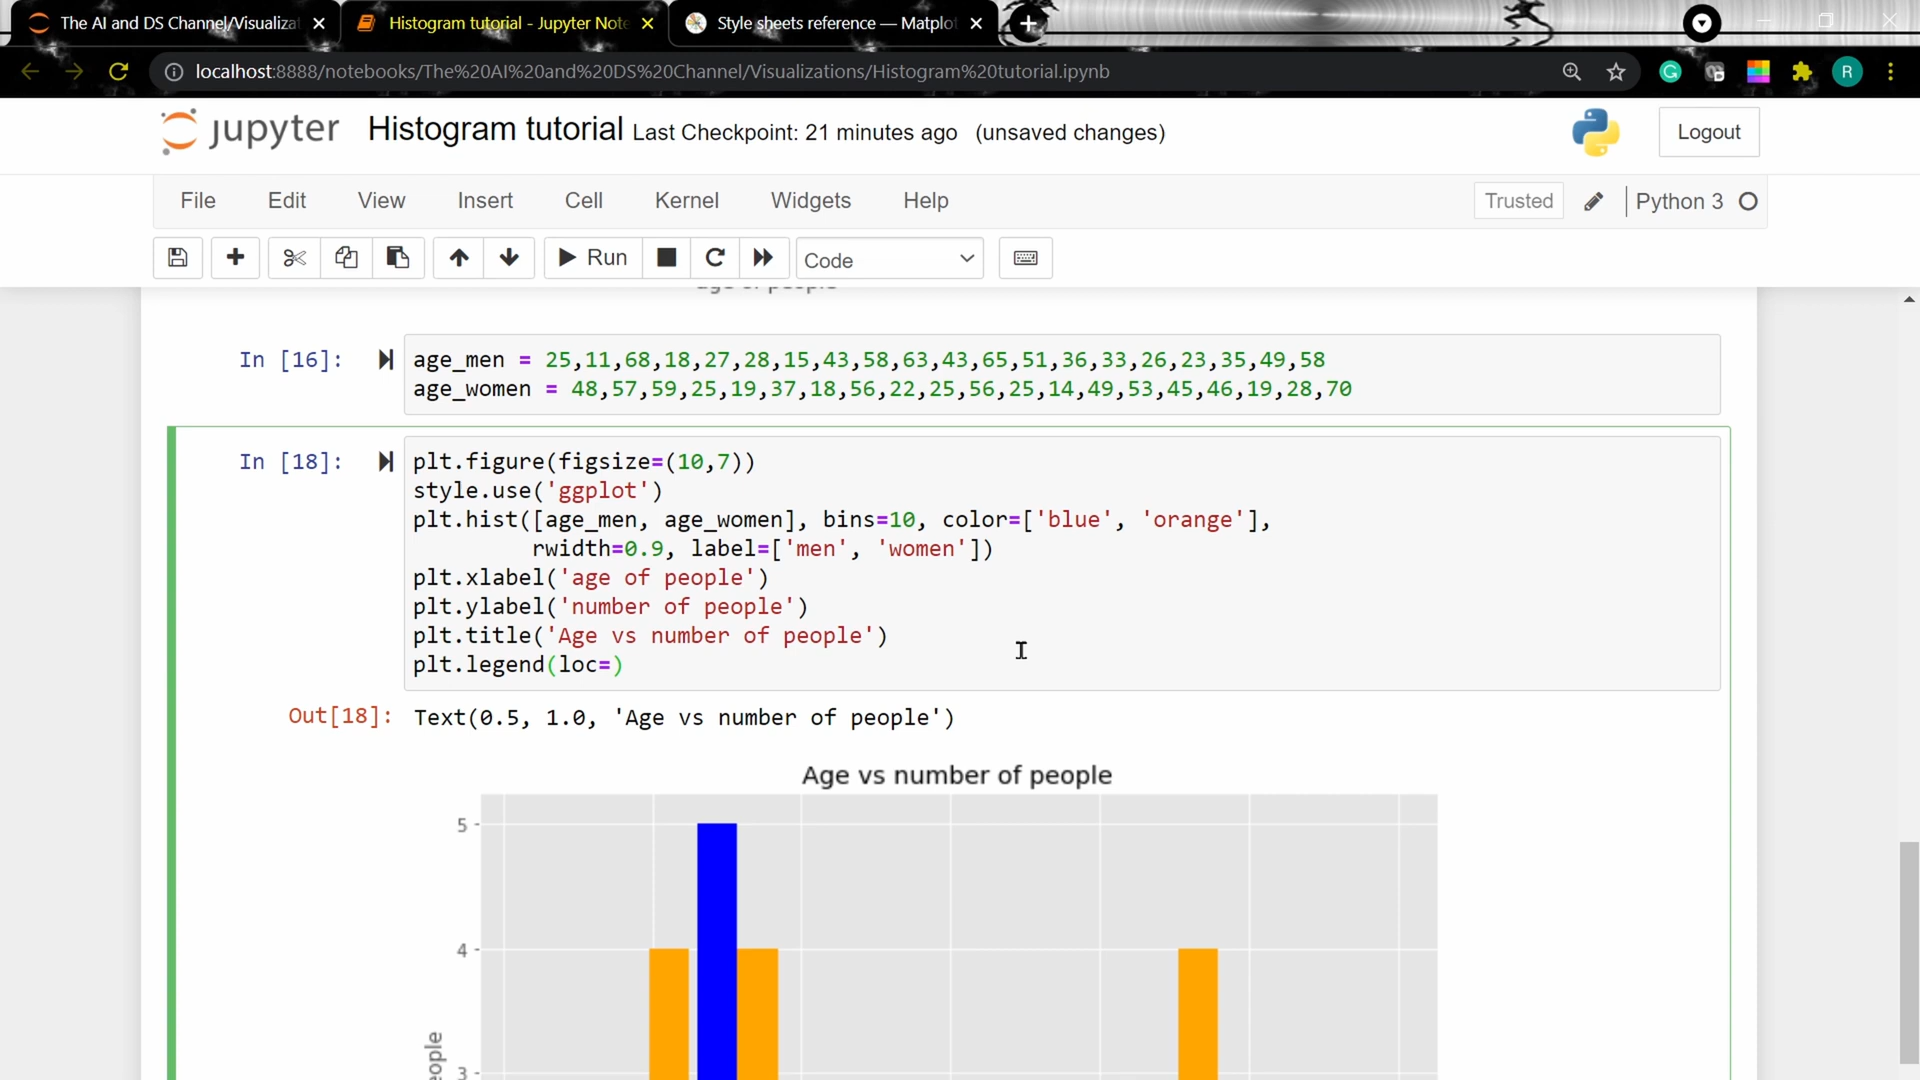 The AI and DS Channel/Visualiza
Histogram tutorial - Jupyter Note
Style sheets reference — Matplot
localhost:8888/notebooks/The%20AI%20and%20DS%20Channel/Visualizations/Histogram%20tutorial.ipynb
R
jupyter Histogram tutorial Last Checkpoint: 21 minutes ago (unsaved changes)
Logout
File Edit View Insert Cell Kernel Widgets Help
Trusted
Python 3
Run
Code
age of people
In [16]:
age_men = 25,11,68,18,27,28,15,43,58,63,43,65,51,36,33,26,23,35,49,58
age_women = 48,57,59,25,19,37,18,56,22,25,56,25,14,49,53,45,46,19,28,70
In [18]:
plt.figure(figsize=(10,7))
style.use('ggplot')
plt.hist([age_men, age_women], bins=10, color=['blue', 'orange'],
rwidth=0.9, label=['men', 'women'])
plt.xlabel('age of people')
plt.ylabel('number of people')
plt.title('Age vs number of people')
plt.legend(loc=)
Out[18]: Text(0.5, 1.0, 'Age vs number of people')
Age vs number of people
5
4
3